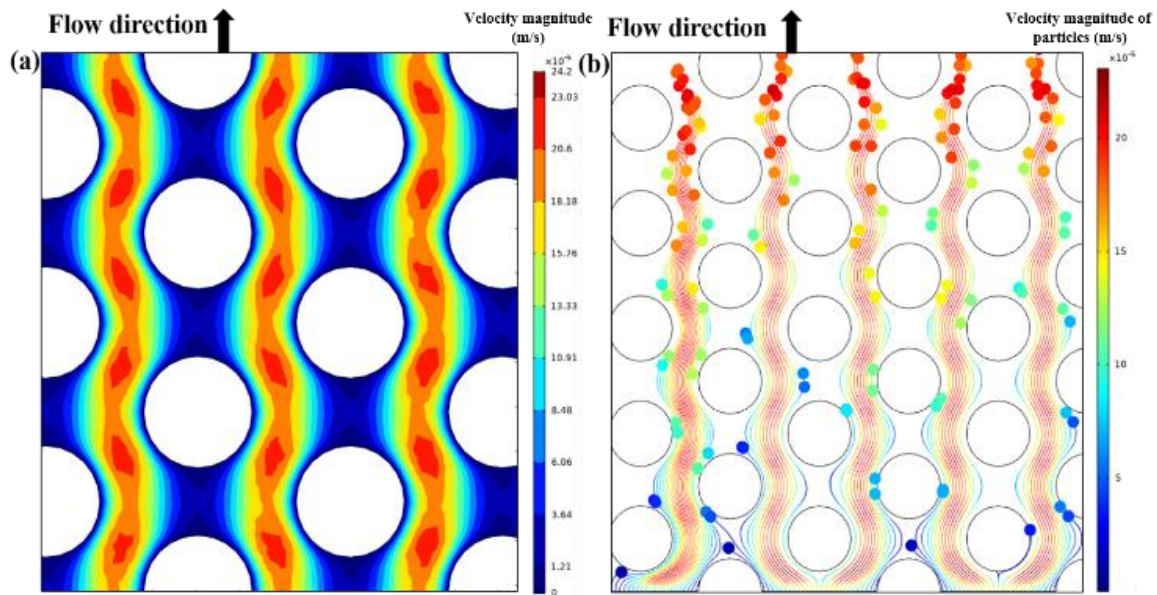 Flow direction
Velocity magnitude
(m/s)
(a)
×10⁻⁶
24.2
23.03
20.6
18.18
15.76
13.33
10.91
8.48
6.06
3.64
1.21
0
Flow direction
Velocity magnitude of
particles (m/s)
(b)
×10⁻⁶
20
15
10
5